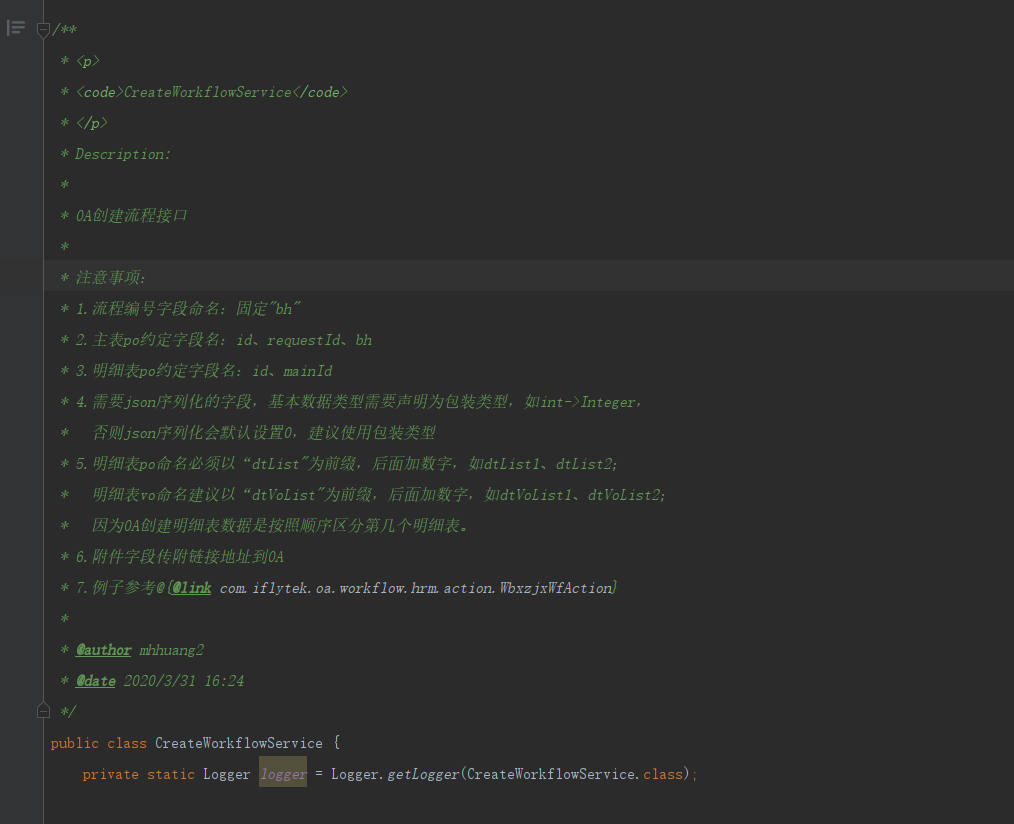 /**
* <p>
* <code>CreateWorkflowService</code>
* </p>
* Description:
*
* OA创建流程接口
*
* 注意事项:
* 1.流程编号字段命名: 固定"bh"
* 2.主表po约定字段名: id、requestId、bh
* 3.明细表po约定字段名: id、mainId
* 4.需要json序列化的字段, 基本数据类型需要声明为包装类型, 如int->Integer,
* 否则json序列化会默认设置0, 建议使用包装类型
* 5.明细表po命名必须以“dtList"为前缀, 后面加数字, 如dtList1、dtList2;
* 明细表vo命名建议以“dtVoList"为前缀, 后面加数字, 如dtVoList1、dtVoList2;
* 因为OA创建明细表数据是按照顺序区分第几个明细表。
* 6.附件字段传附链接地址到OA
* 7.例子参考@{@link com.iflytek.oa.workflow.hrm.action.WbxzjxWfAction}
*
* @author mhhuang2
* @date 2020/3/31 16:24
*/
public class CreateWorkflowService {
private static Logger logger = Logger.getLogger(CreateWorkflowService.class);